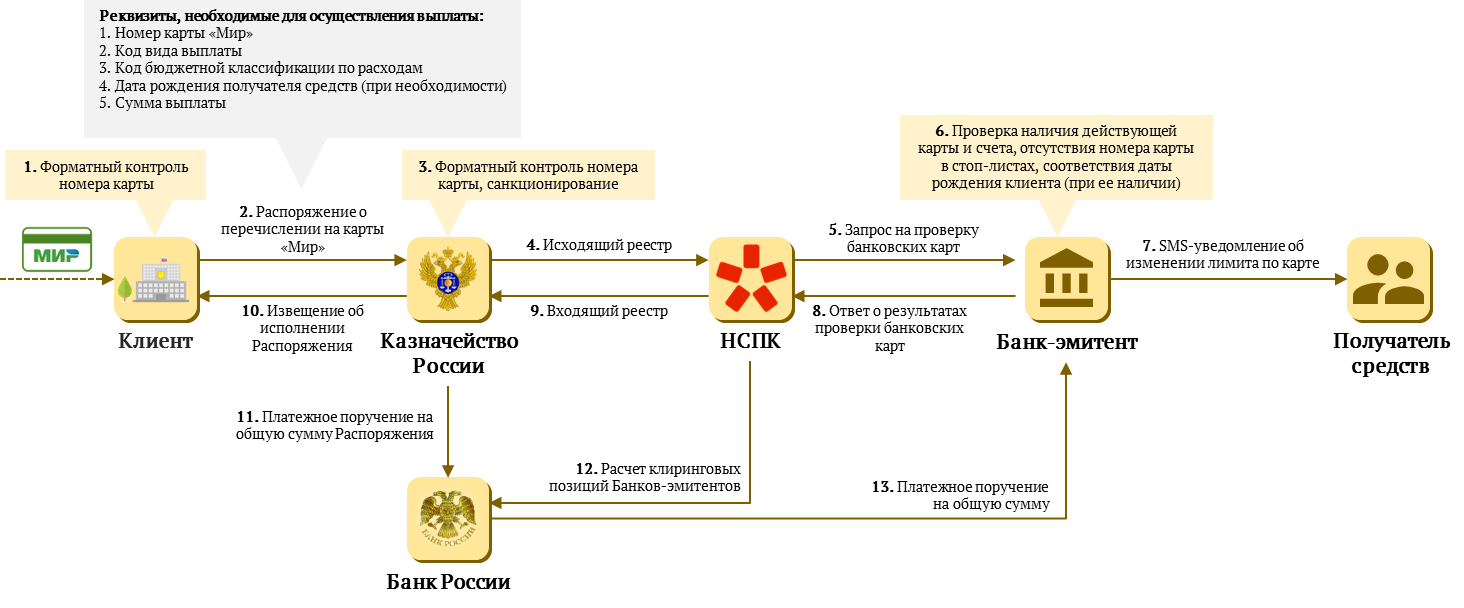 Реквизиты, необходимые для осуществления выплаты:
1. Номер карты «Мир»
2. Код вида выплаты
3. Код бюджетной классификации по расходам
4. Дата рождения получателя средств (при необходимости)
5. Сумма выплаты
1. Форматный контроль
номера карты
3. Форматный контроль номера
карты, санкционирование
6. Проверка наличия действующей
карты и счета, отсутствия номера карты
в стоп-листах, соответствия даты
рождения клиента (при ее наличии)
МИР
2. Распоряжение о
перечислении на карты
«Мир»
4. Исходящий реестр
5. Запрос на проверку
банковских карт
7. SMS-уведомление об
изменении лимита по карте
10. Извещение об
исполнении
Распоряжения
9. Входящий реестр
8. Ответ о результатах
проверки банковских
карт
Клиент
Казначейство
России
НСПК
Банк-эмитент
Получатель
средств
11. Платежное поручение на
общую сумму Распоряжения
12. Расчет клиринговых
позиций Банков-эмитентов
13. Платежное поручение
на общую сумму
БАНК РОССИИ
Банк России